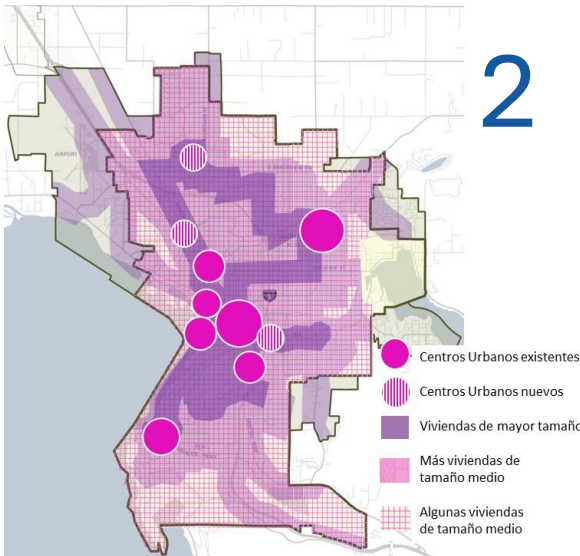 2
AIRPORT
Centros Urbanos existentes
Centros Urbanos nuevos
Viviendas de mayor tamaño
Más viviendas de
tamaño medio
Algunas viviendas
de tamaño medio